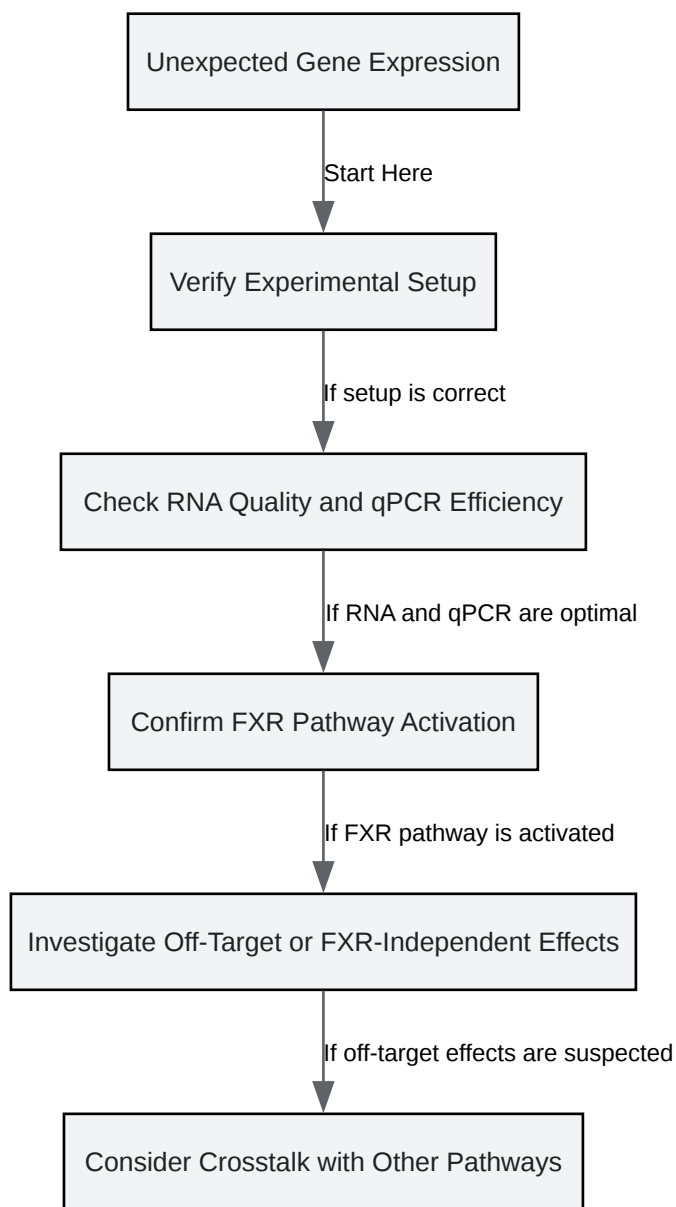 Unexpected Gene Expression
Start Here
Verify Experimental Setup
If setup is correct
Check RNA Quality and qPCR Efficiency
If RNA and qPCR are optimal
Confirm FXR Pathway Activation
If FXR pathway is activated
Investigate Off-Target or FXR-Independent Effects
If off-target effects are suspected
Consider Crosstalk with Other Pathways